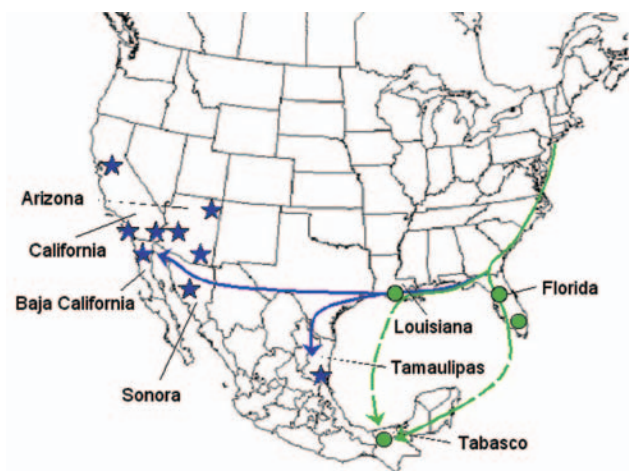 Arizona
California
Baja California
Sonora
Florida
Louisiana
Tamaulipas
Tabasco